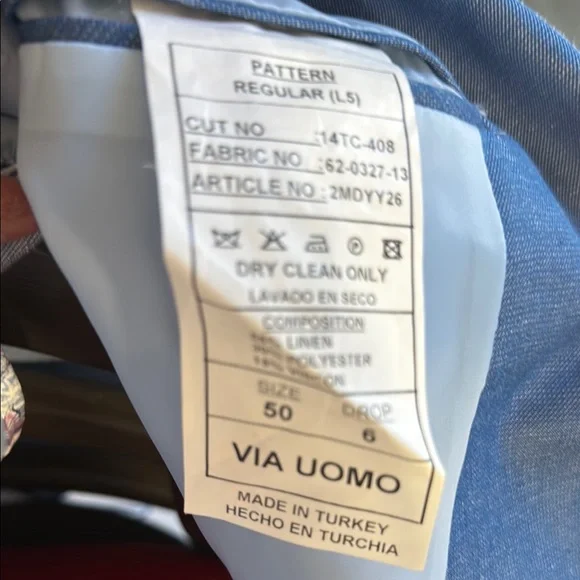 PATTERN
REGULAR (L5)
CUT NO :14TC-408
FABRIC NO :62-0327-13
ARTICLE NO :2MDYY26
DRY CLEAN ONLY
LAVADO EN SECO
COMPOSITION
LINEN
POLYESTER
SIZE DROP
50 6
VIA UOMO
MADE IN TURKEY
HECHO EN TURCHIA